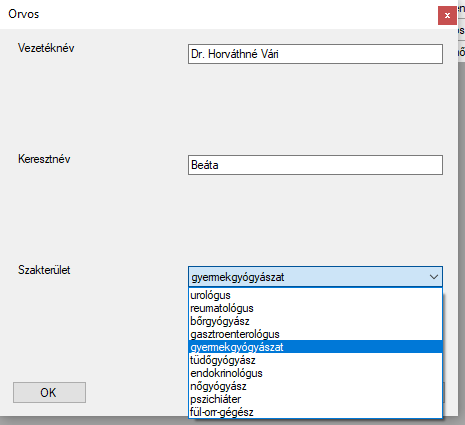 Orvos
Vezetéknév
Dr. Horváthné Vári
Keresztnév
Beáta
Szakterület
gyermekgyógyászat
urológus
reumatológus
bőrgyógyász
gasztroenterológus
gyermekgyógyászat
tüdőgyógyász
endokrinológus
nőgyógyász
pszichiáter
fül-orr-gégész
OK